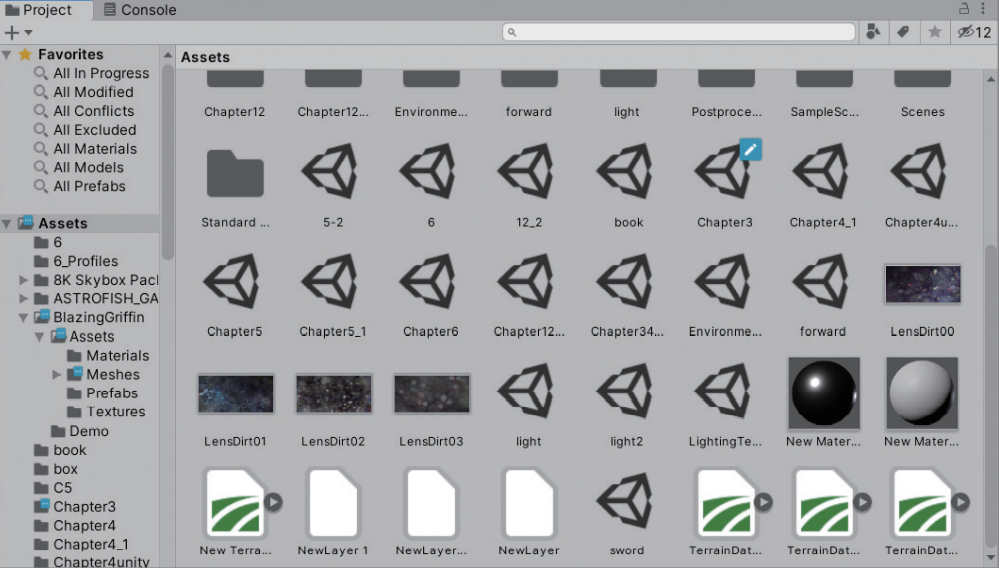 Project
Console
12
Favorites
All In Progress
All Modified
All Conflicts
All Excluded
All Materials
All Models
All Prefabs
Assets
6
6_Profiles
8K Skybox Pac
ASTROFISH_GA
BlazingGriffin
Assets
Materials
Meshes
Prefabs
Textures
Demo
book
box
C5
Chapter3
Chapter4
Chapter4_1
Chapter4unity
Assets
Chapter12 Chapter12... Environme... forward light Postproce... SampleSc... Scenes
Standard ... 5-2 6 12_2 book Chapter3 Chapter4_1 Chapter4u...
Chapter5 Chapter5_1 Chapter6 Chapter12... Chapter34... Environme... forward LensDirt00
LensDirt01 LensDirt02 LensDirt03 light light2 LightingTe... New Mater... New Mater...
New Terra... NewLayer 1 NewLayer... NewLayer sword TerrainDat... TerrainDat... TerrainDat...